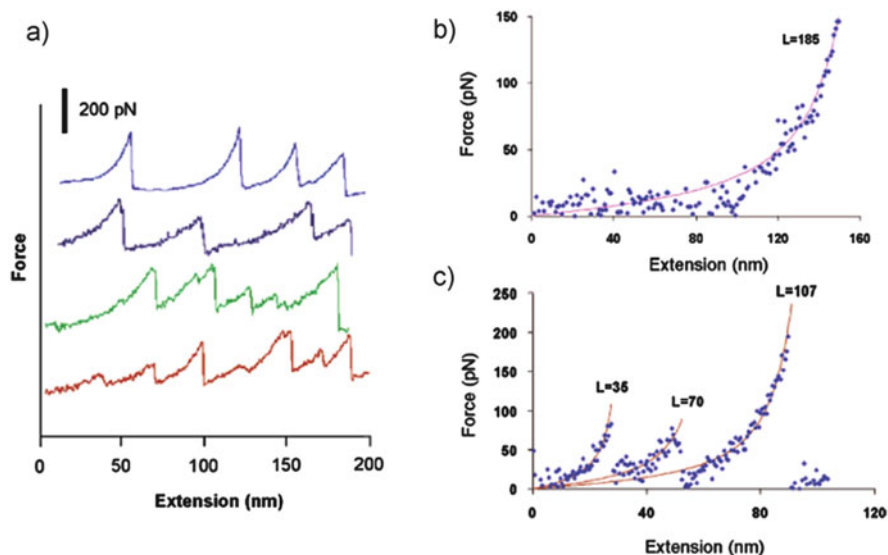 a)
200 pN
Force
0 50 100 150 200
Extension (nm)
b)
150
100
50
0
Force (pN)
L=185
0 40 80 120 160
Extension (nm)
c)
250
200
150
100
50
0
Force (pN)
L=35
L=70
L=107
0 40 80 120
Extension (nm)